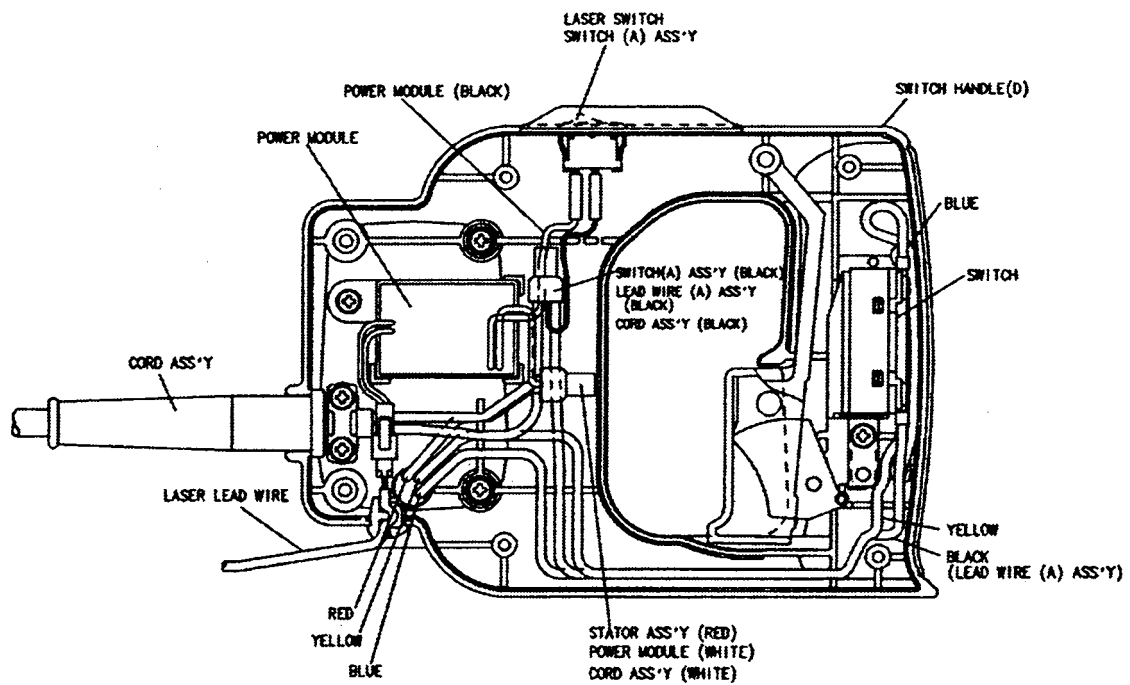 LASER SWITCH
SWITCH (A) ASS'Y
POWER MODULE (BLACK)
SWITCH HANDLE(D)
POWER MODULE
BLUE
SWITCH(A) ASS'Y (BLACK)
LEAD WIRE (A) ASS'Y
(BLACK)
CORD ASS'Y (BLACK)
SWITCH
CORD ASS'Y
LASER LEAD WIRE
YELLOW
BLACK
(LEAD WIRE (A) ASS'Y)
RED
YELLOW
BLUE
STATOR ASS'Y (RED)
POWER MODULE (WHITE)
CORD ASS'Y (WHITE)